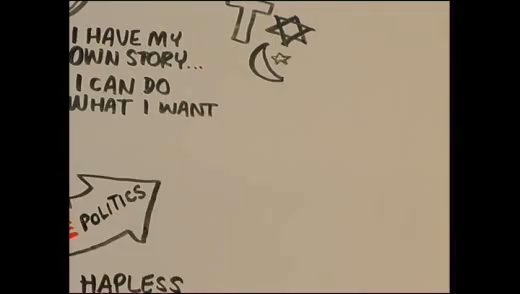 I HAVE MY
OWN STORY...
I CAN DO
WHAT I WANT
POLITICS
HAPLESS